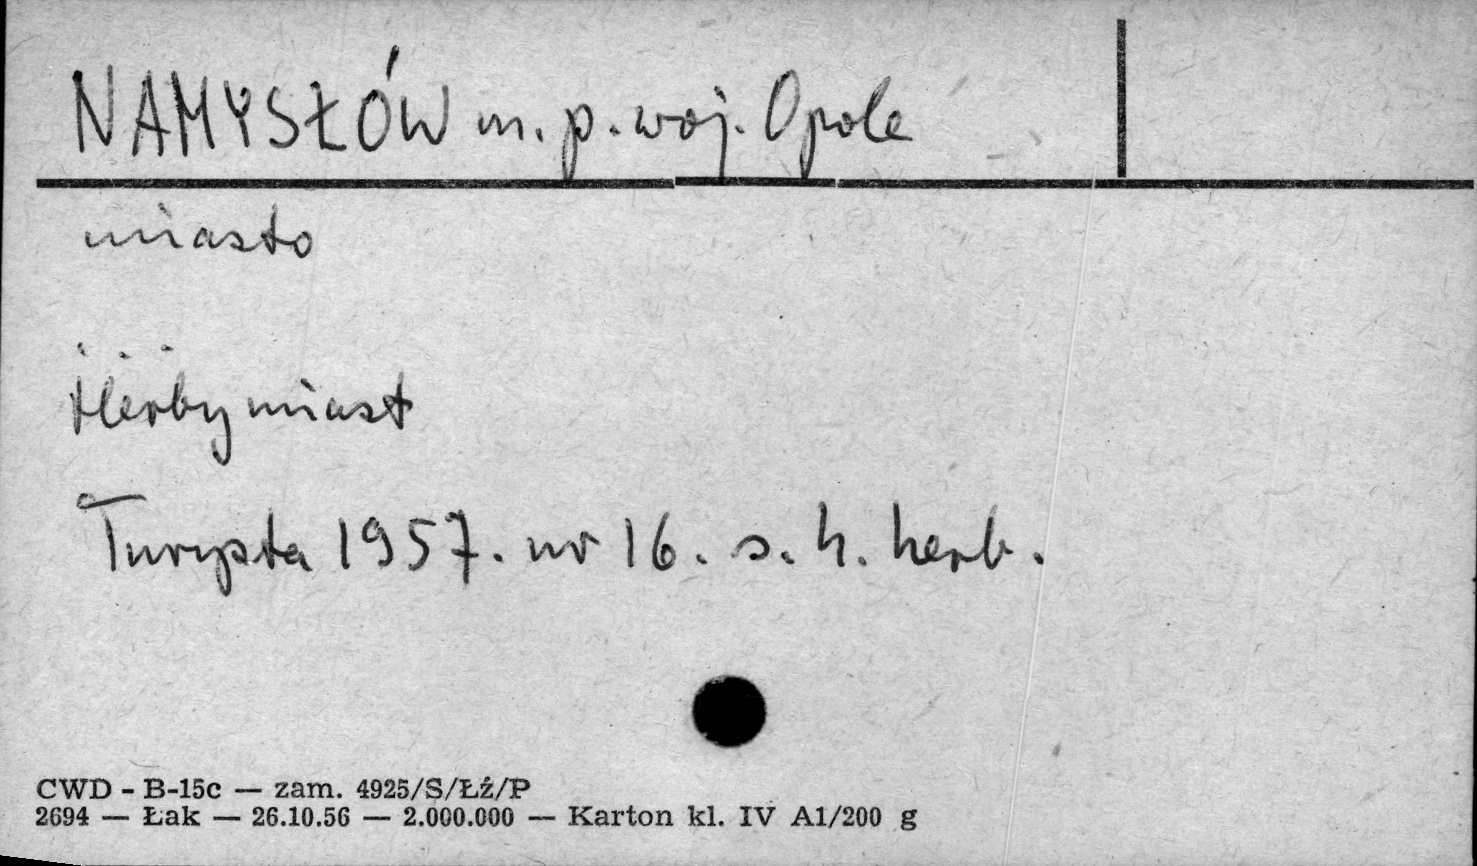 NAMYSŁÓW m. p. woj. Opole
miasto
. . .
Herby miast
Turysta 1957. nr 16. s. h. herb.
CWD - B-15c — zam. 4925/S/Łź/P
2694 — Łak — 26.10.56 — 2.000.000 — Karton kl. IV A1/200 g